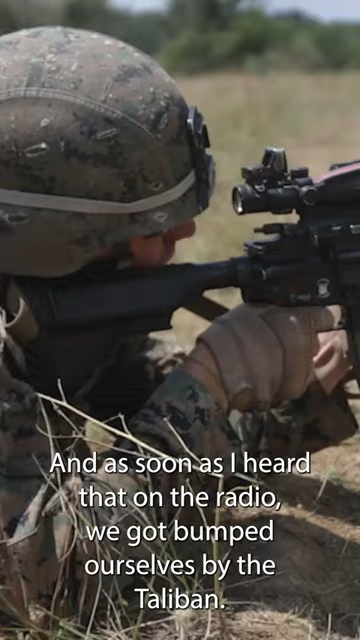 And as soon as I heard
that on the radio,
we got bumped
ourselves by the
Taliban.